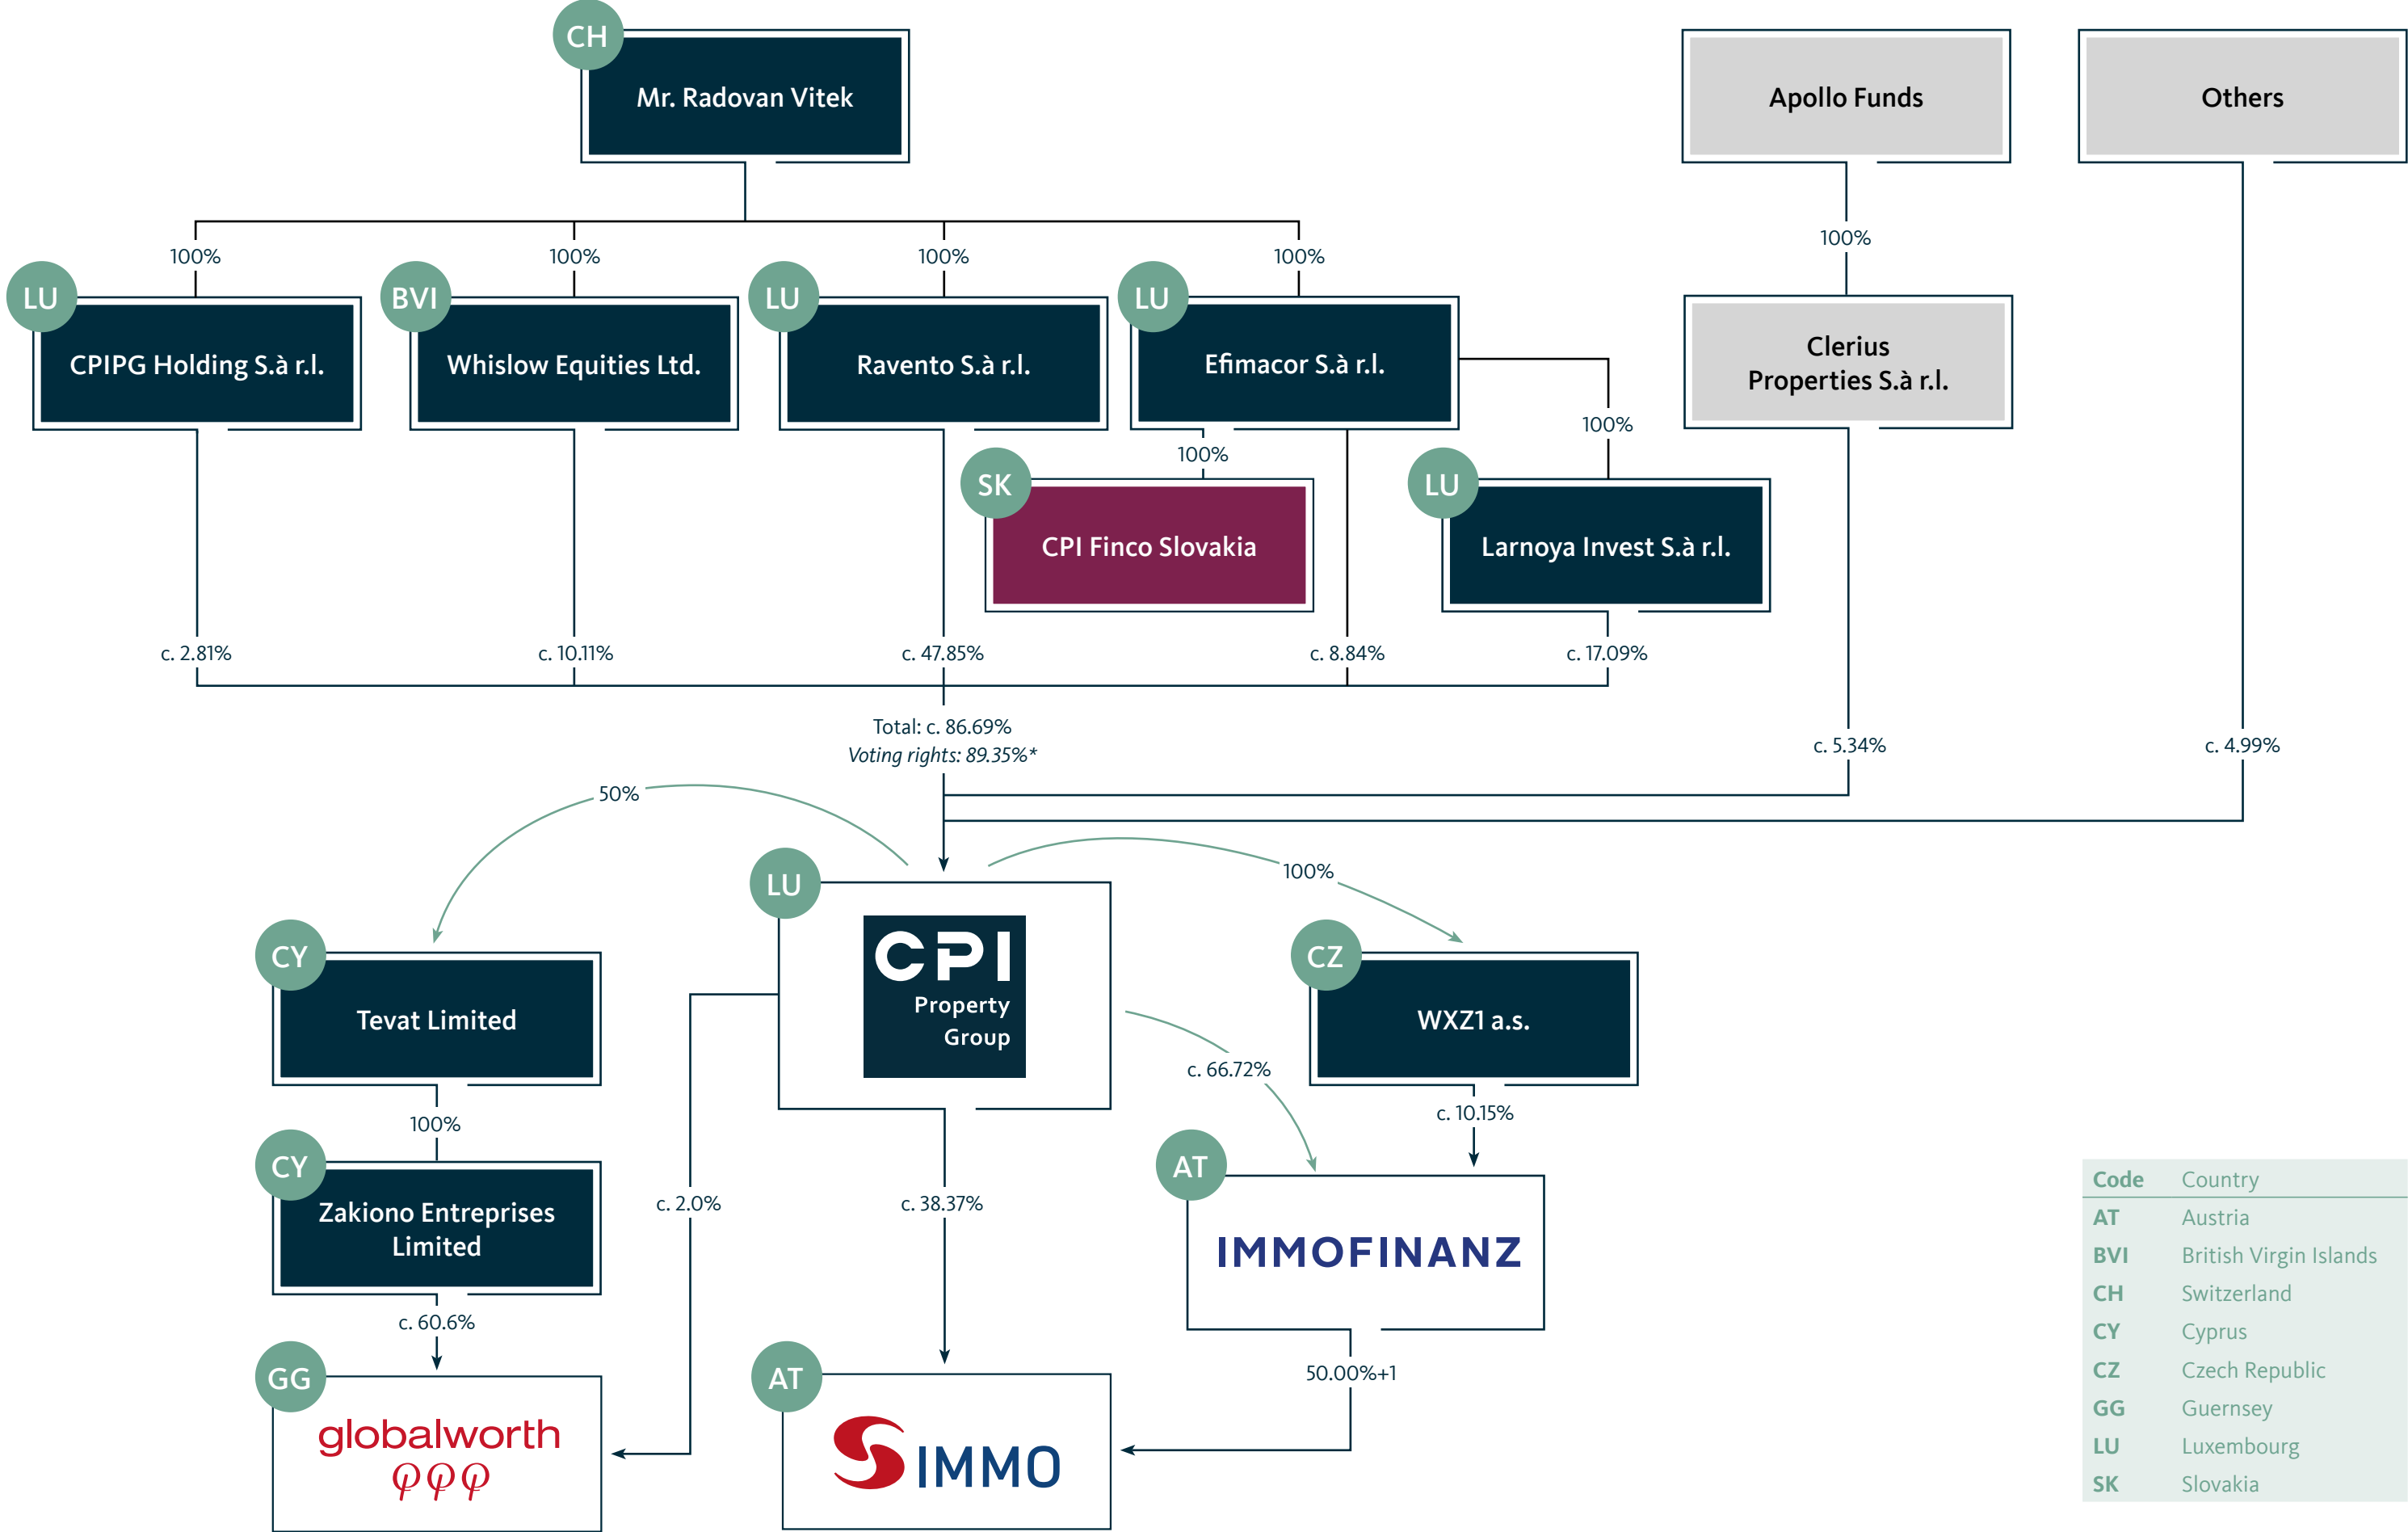 CH
Mr. Radovan Vitek
Apollo Funds
Others
100%
100%
100%
100%
100%
LU
CPIPG Holding S.à r.l.
BVI
Whislow Equities Ltd.
LU
Ravento S.à r.l.
LU
Efimacor S.à r.l.
Clerius
Properties S.à r.l.
100%
100%
SK
CPI Finco Slovakia
LU
Larnoya Invest S.à r.l.
c. 2.81%
c. 10.11%
c. 47.85%
c. 8.84%
c. 17.09%
Total: c. 86.69%
Voting rights: 89.35%*
c. 5.34%
c. 4.99%
50%
100%
LU
CPI
Property
Group
CY
Tevat Limited
CZ
WXZ1 a.s.
c. 66.72%
100%
c. 10.15%
CY
Zakiono Entreprises
Limited
c. 2.0%
c. 38.37%
AT
IMMOFINANZ
c. 60.6%
50.00%+1
GG
globalworth
φφφ
AT
S IMMO
Code Country
AT Austria
BVI British Virgin Islands
CH Switzerland
CY Cyprus
CZ Czech Republic
GG Guernsey
LU Luxembourg
SK Slovakia